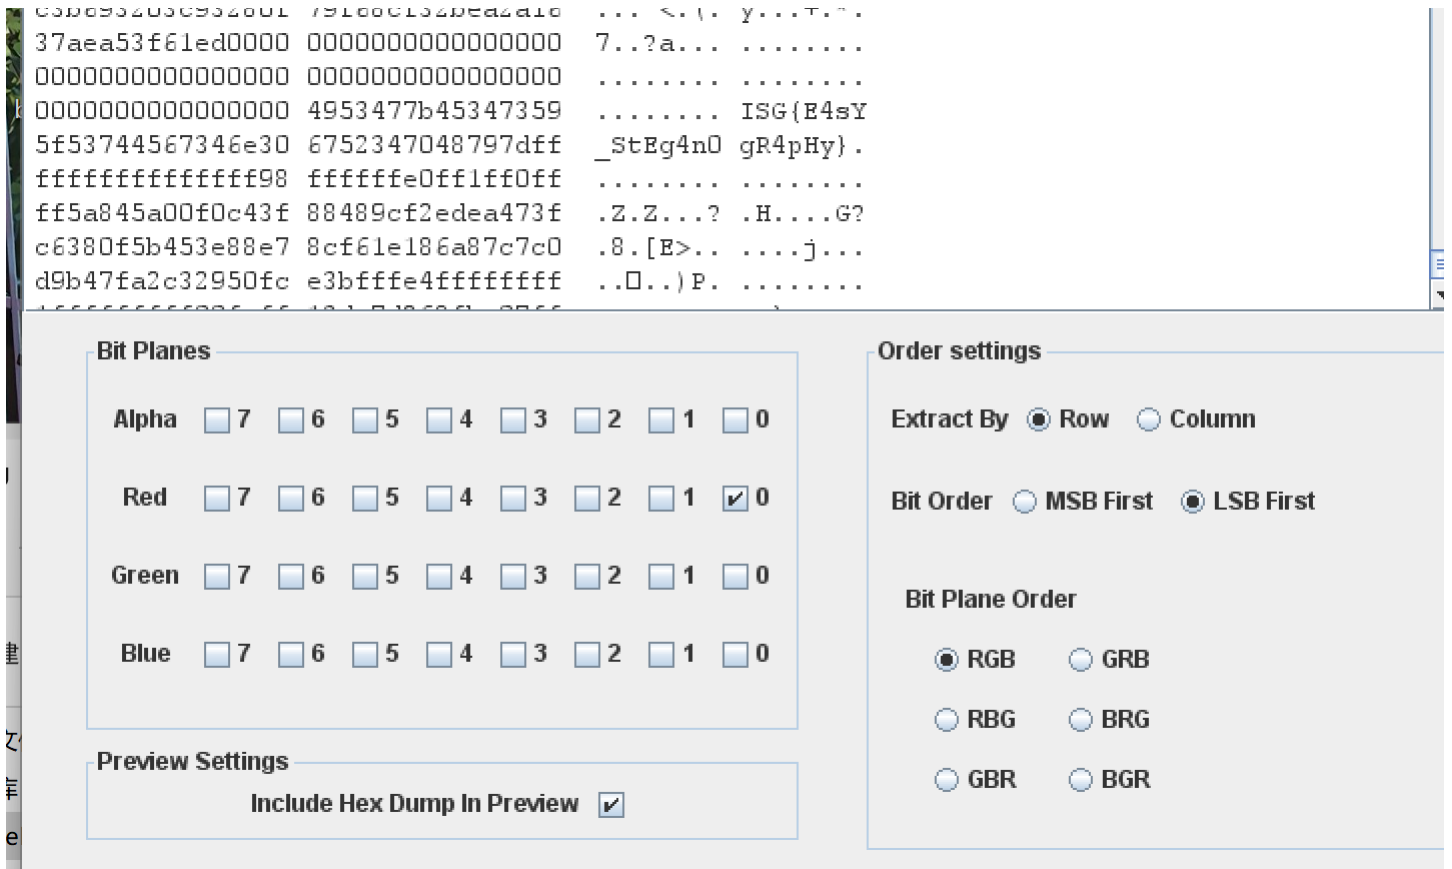 37aea53f61ed0000 0000000000000000 7..?a... ........
0000000000000000 0000000000000000 ........ ........
0000000000000000 4953477b45347359 ........ ISG{E4sY
5f53744567346e30 6752347048797dff _StEg4n0 gR4pHy}.
ffffffffffffff98 ffffffe0ff1ff0ff ........ ........
ff5a845a00f0c43f 88489cf2edea473f .Z.Z...? .H....G?
c6380f5b453e88e7 8cf61e186a87c7c0 .8.[E>.. ....j...
d9b47fa2c32950fc e3bfffe4ffffffff ..□..)P. ........
Bit Planes
Alpha 7 6 5 4 3 2 1 0
Red 7 6 5 4 3 2 1 0
Green 7 6 5 4 3 2 1 0
Blue 7 6 5 4 3 2 1 0
Preview Settings
Include Hex Dump In Preview
Order settings
Extract By Row Column
Bit Order MSB First LSB First
Bit Plane Order
RGB GRB
RBG BRG
GBR BGR